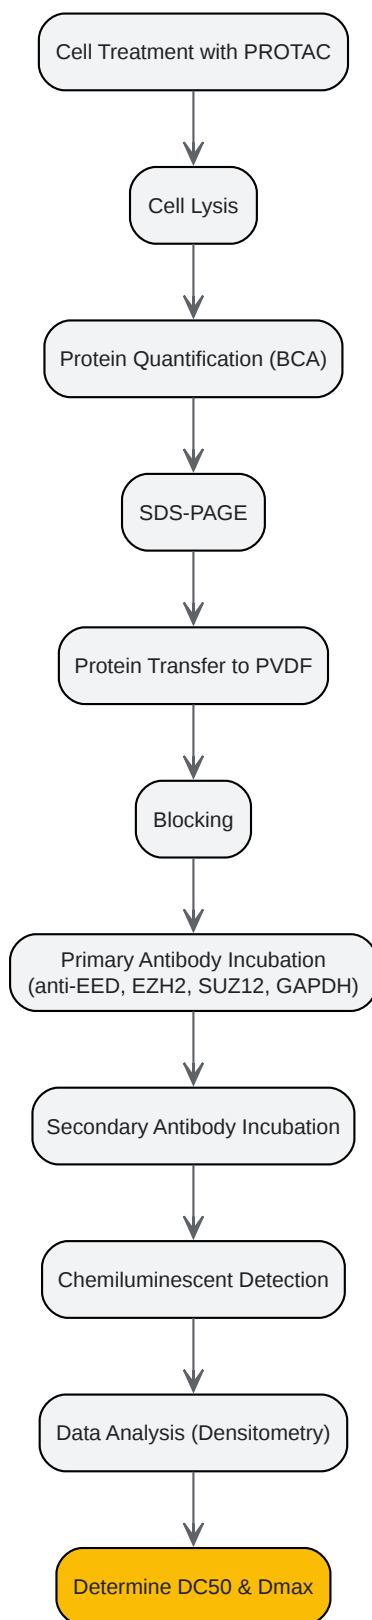 Cell Treatment with PROTAC
Cell Lysis
Protein Quantification (BCA)
SDS-PAGE
Protein Transfer to PVDF
Blocking
Primary Antibody Incubation
(anti-EED, EZH2, SUZ12, GAPDH)
Secondary Antibody Incubation
Chemiluminescent Detection
Data Analysis (Densitometry)
Determine DC50 & Dmax